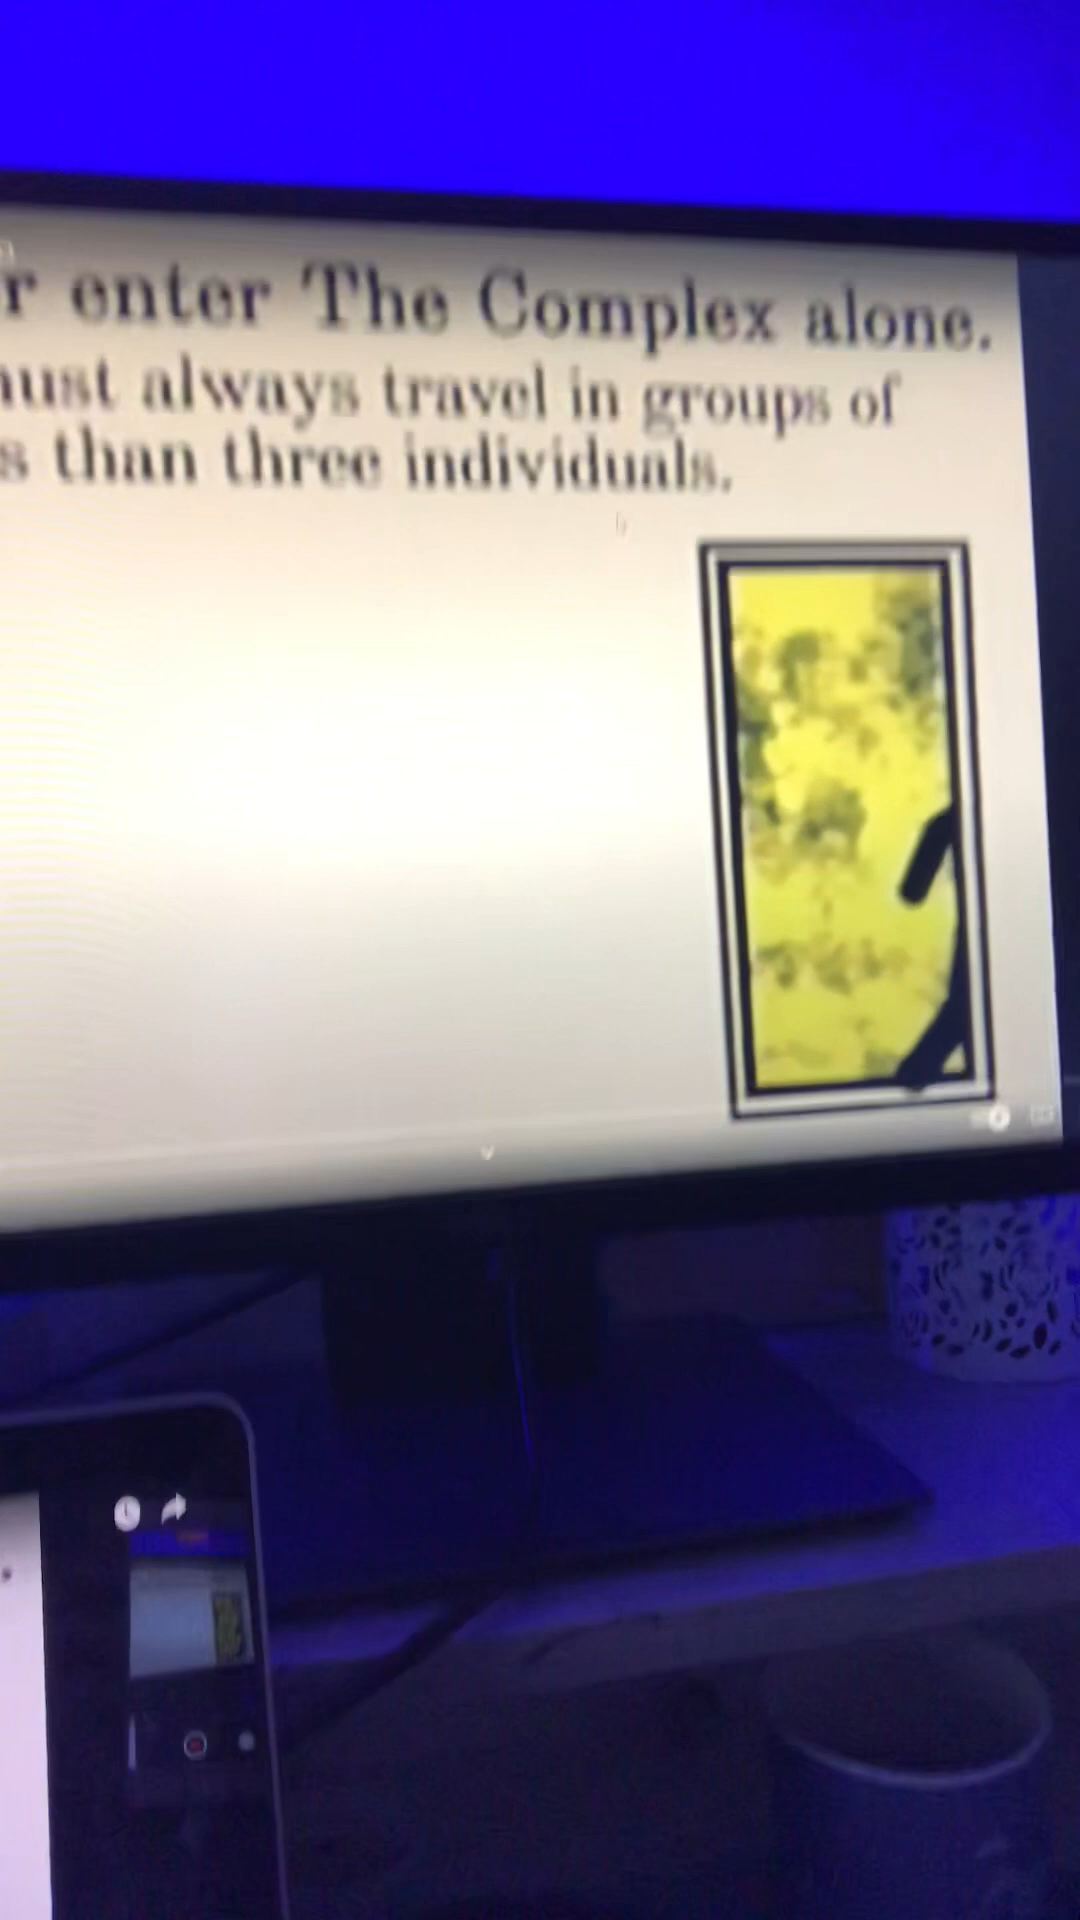 r enter The Complex alone.
ust always travel in groups of
s than three individuals.